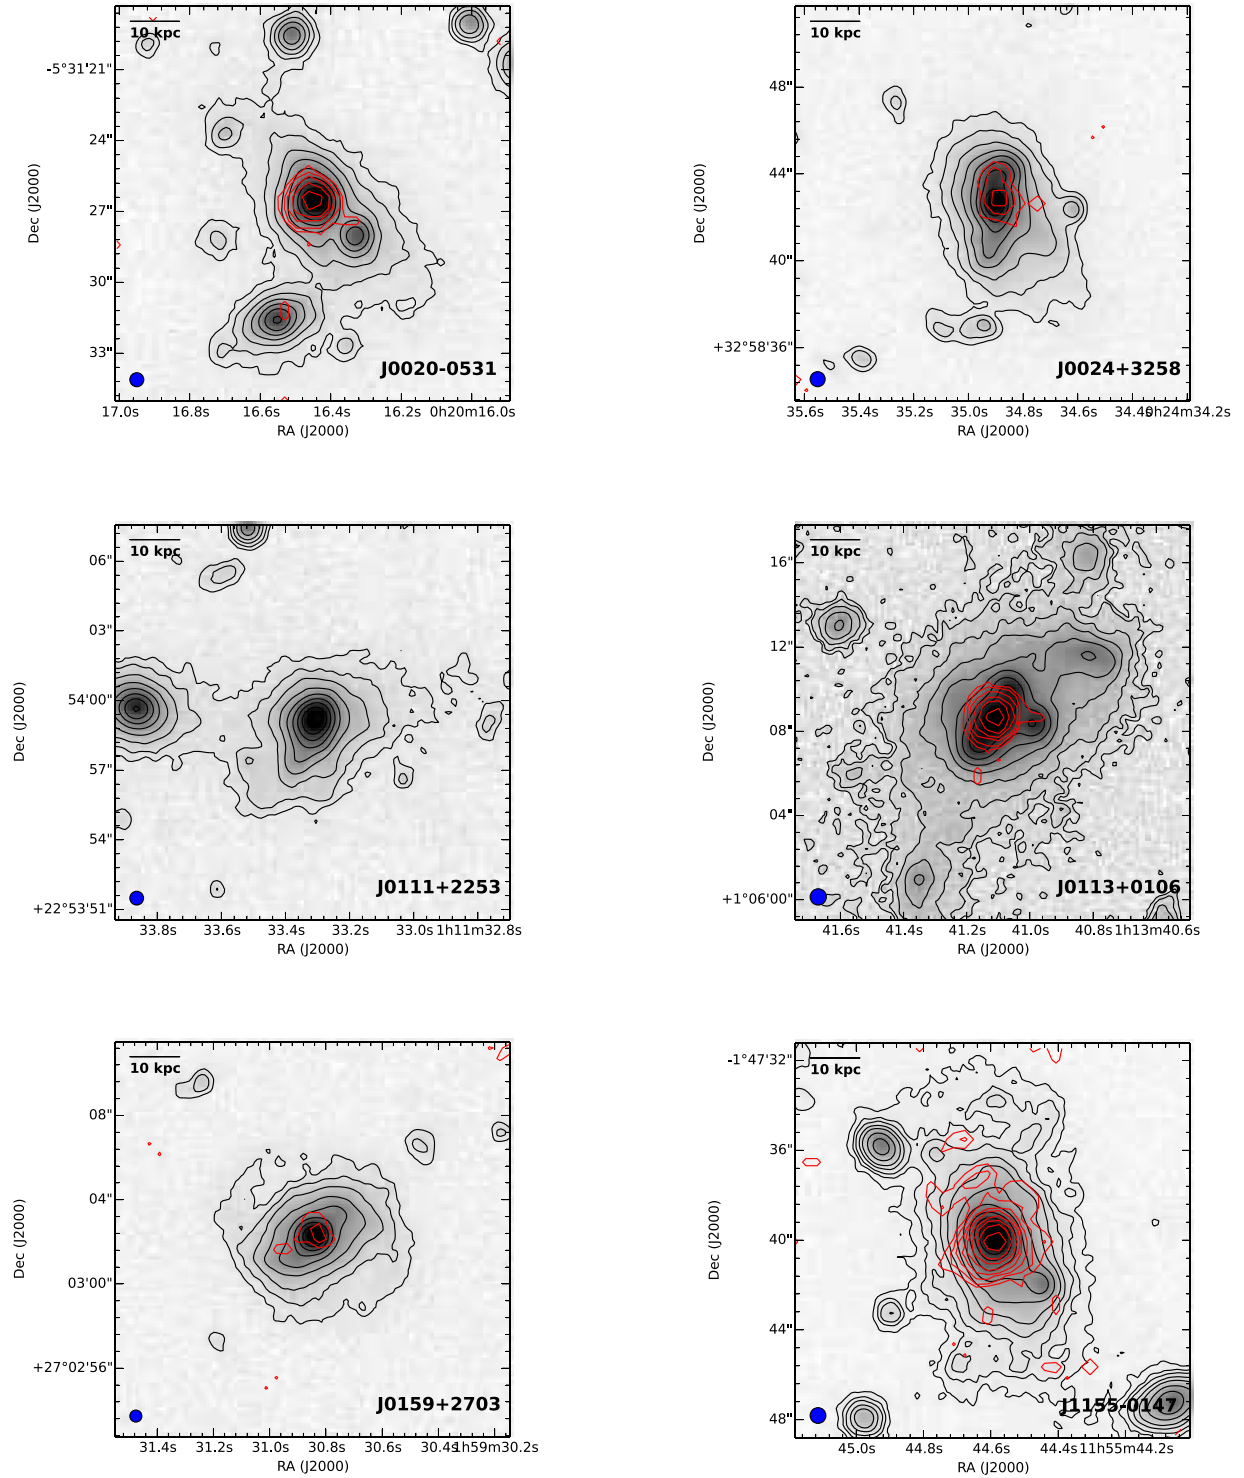 10 kpc
-5°31'21"
24"
27"
30"
33"
Dec (J2000)
J0020-0531
17.0s 16.8s 16.6s 16.4s 16.2s 0h20m16.0s
RA (J2000)
10 kpc
48"
44"
40"
+32°58'36"
Dec (J2000)
J0024+3258
35.6s 35.4s 35.2s 35.0s 34.8s 34.6s 34.4s 0h24m34.2s
RA (J2000)
10 kpc
06"
03"
54'00"
57"
54"
+22°53'51"
Dec (J2000)
J0111+2253
33.8s 33.6s 33.4s 33.2s 33.0s 1h11m32.8s
RA (J2000)
10 kpc
16"
12"
08"
04"
+1°06'00"
Dec (J2000)
J0113+0106
41.6s 41.4s 41.2s 41.0s 40.8s 1h13m40.6s
RA (J2000)
10 kpc
08"
04"
03'00"
+27°02'56"
Dec (J2000)
J0159+2703
31.4s 31.2s 31.0s 30.8s 30.6s 30.4s 1h59m30.2s
RA (J2000)
10 kpc
-1°47'32"
36"
40"
44"
48"
Dec (J2000)
J1155-0147
45.0s 44.8s 44.6s 44.4s 11h55m44.2s
RA (J2000)